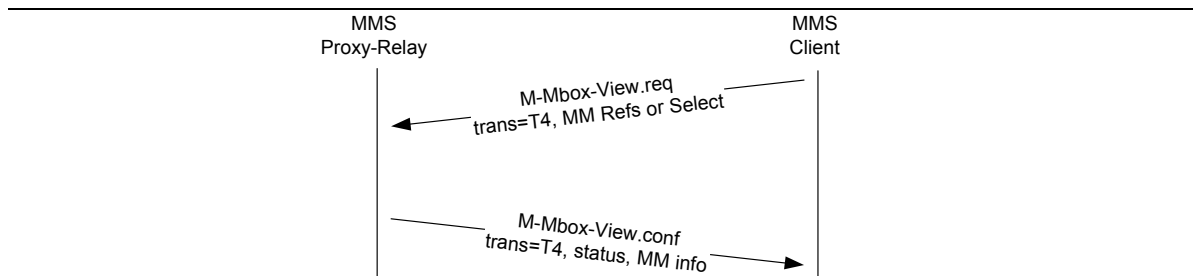 MMS
Proxy-Relay
MMS
Client
M-Mbox-View.req
trans=T4, MM Refs or Select
M-Mbox-View.conf
trans=T4, status, MM info